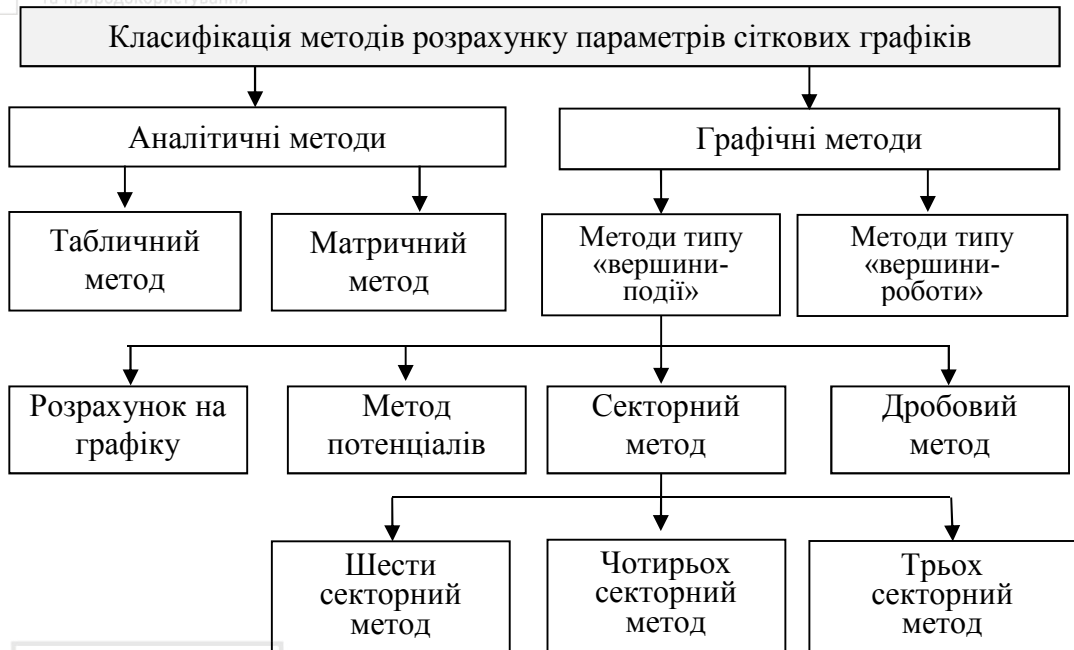 та природокористування
Класифікація методів розрахунку параметрів сіткових графіків
Аналітичні методи
Графічні методи
Табличний
метод
Матричний
метод
Методи типу
«вершини-
події»
Методи типу
«вершини-
роботи»
Розрахунок на
графіку
Метод
потенціалів
Секторний
метод
Дробовий
метод
Шести
секторний
метод
Чотирьох
секторний
метод
Трьох
секторний
метод